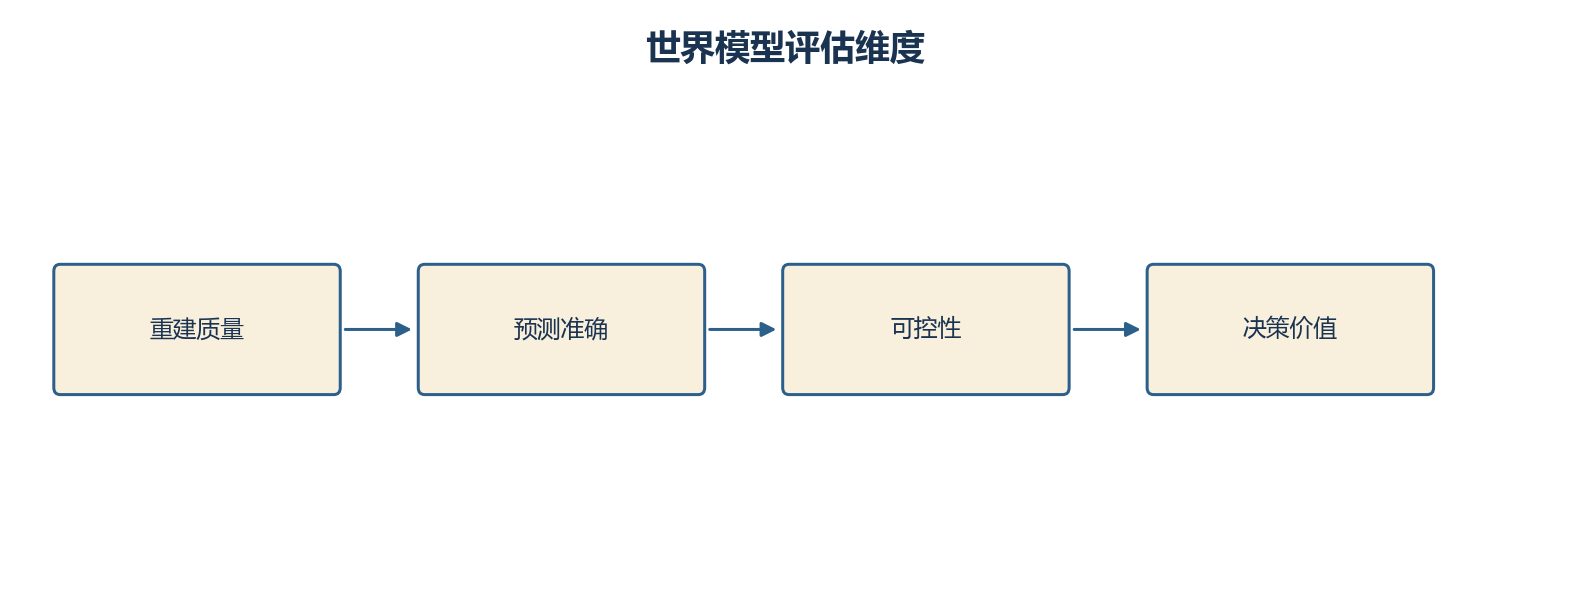 世界模型评估维度
重建质量
预测准确
可控性
决策价值